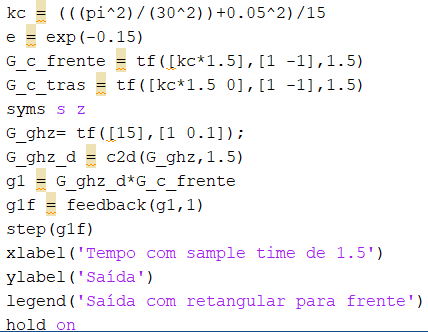 kc = (((pi^2)/(30^2))+0.05^2)/15
e = exp(-0.15)
G_c_frente = tf([kc*1.5],[1 -1],1.5)
G_c_tras = tf([kc*1.5 0],[1 -1],1.5)
syms s z
G_ghz= tf([15],[1 0.1]);
G_ghz_d = c2d(G_ghz,1.5)
g1 = G_ghz_d*G_c_frente
g1f = feedback(g1,1)
step(g1f)
xlabel('Tempo com sample time de 1.5')
ylabel('Saída')
legend('Saída com retangular para frente')
hold on